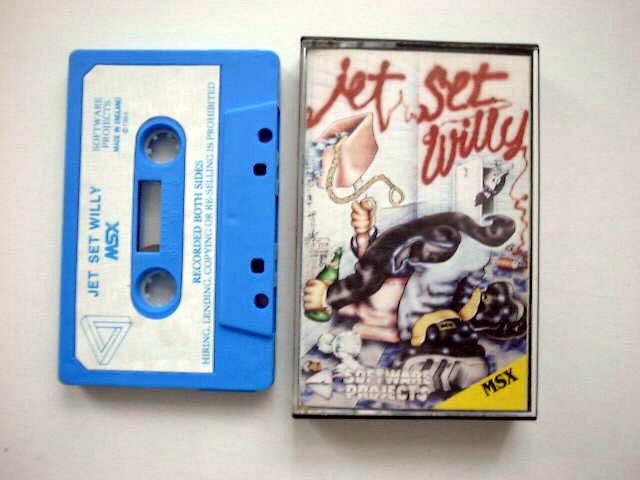 SOFTWARE
PROJECTS
MADE IN ENGLAND
© 1984
JET SET WILLY
MSX
RECORDED BOTH SIDES
HIRING, LENDING, COPYING OR RE-SELLING IS PROHIBITED
jet set
willy
SOFTWARE
PROJECTS
MSX